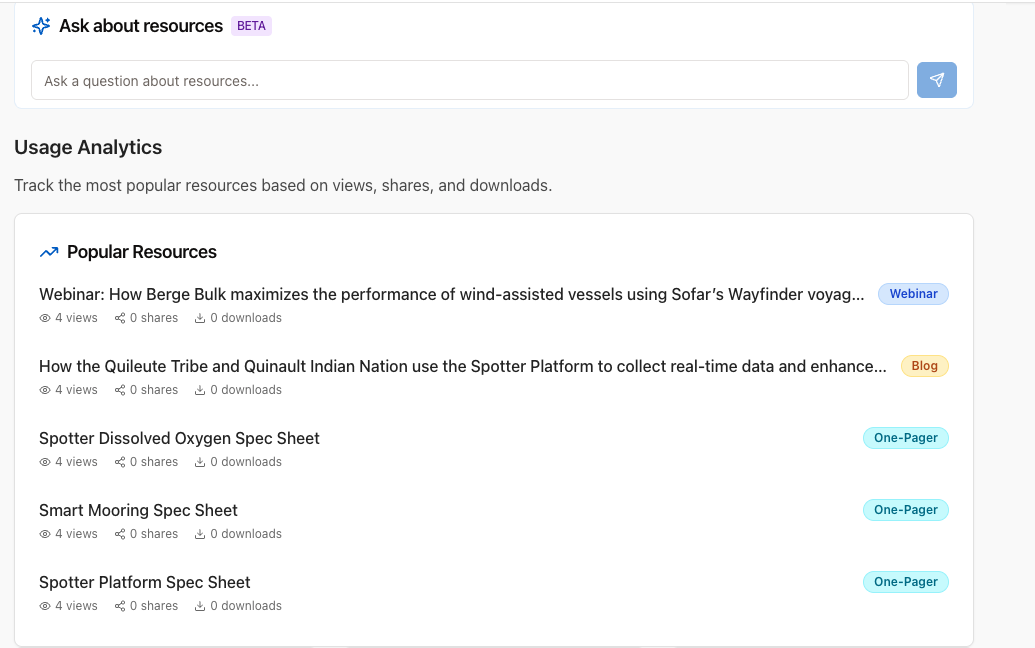 Ask about resources BETA
Ask a question about resources...
Usage Analytics
Track the most popular resources based on views, shares, and downloads.
Popular Resources
Webinar: How Berge Bulk maximizes the performance of wind-assisted vessels using Sofar’s Wayfinder voyag... Webinar
4 views 0 shares 0 downloads
How the Quileute Tribe and Quinault Indian Nation use the Spotter Platform to collect real-time data and enhance... Blog
4 views 0 shares 0 downloads
Spotter Dissolved Oxygen Spec Sheet One-Pager
4 views 0 shares 0 downloads
Smart Mooring Spec Sheet One-Pager
4 views 0 shares 0 downloads
Spotter Platform Spec Sheet One-Pager
4 views 0 shares 0 downloads